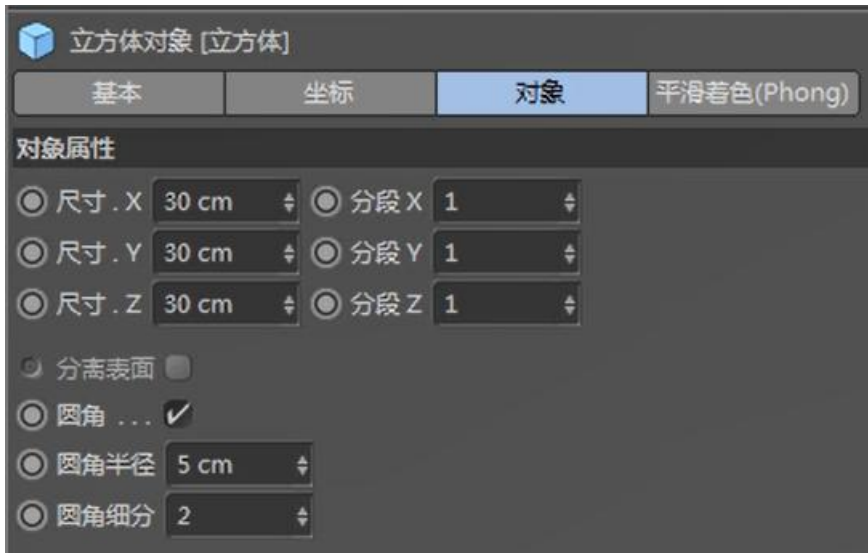 立方体对象 [立方体]
基本 坐标 对象 平滑着色(Phong)
对象属性
尺寸 . X 30 cm 分段 X 1
尺寸 . Y 30 cm 分段 Y 1
尺寸 . Z 30 cm 分段 Z 1
分离表面
圆角 . . .
圆角半径 5 cm
圆角细分 2